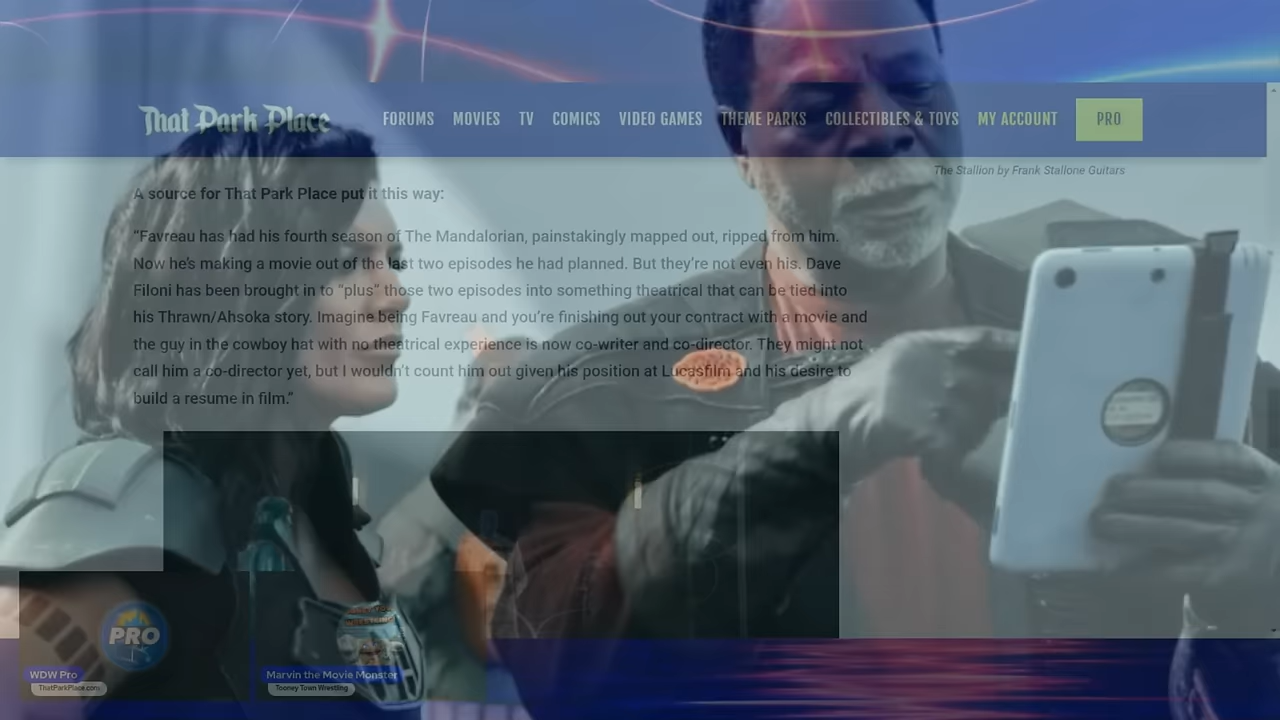 That Park Place
FORUMS MOVIES TV COMICS VIDEO GAMES THEME PARKS COLLECTIBLES & TOYS MY ACCOUNT PRO
The Stallion by Frank Stallone Guitars
A source for That Park Place put it this way:
“Favreau has had his fourth season of The Mandalorian, painstakingly mapped out, ripped from him.
Now he’s making a movie out of the last two episodes he had planned. But they’re not even his. Dave
Filoni has been brought in to “plus” those two episodes into something theatrical that can be tied into
his Thrawn/Ahsoka story. Imagine being Favreau and you’re finishing out your contract with a movie and
the guy in the cowboy hat with no theatrical experience is now co-writer and co-director. They might not
call him a co-director yet, but I wouldn’t count him out given his position at Lucasfilm and his desire to
build a resume in film.”
PRO
WDW Pro
ThatParkPlace.com
Marvin the Movie Monster
Tooney Town Wrestling